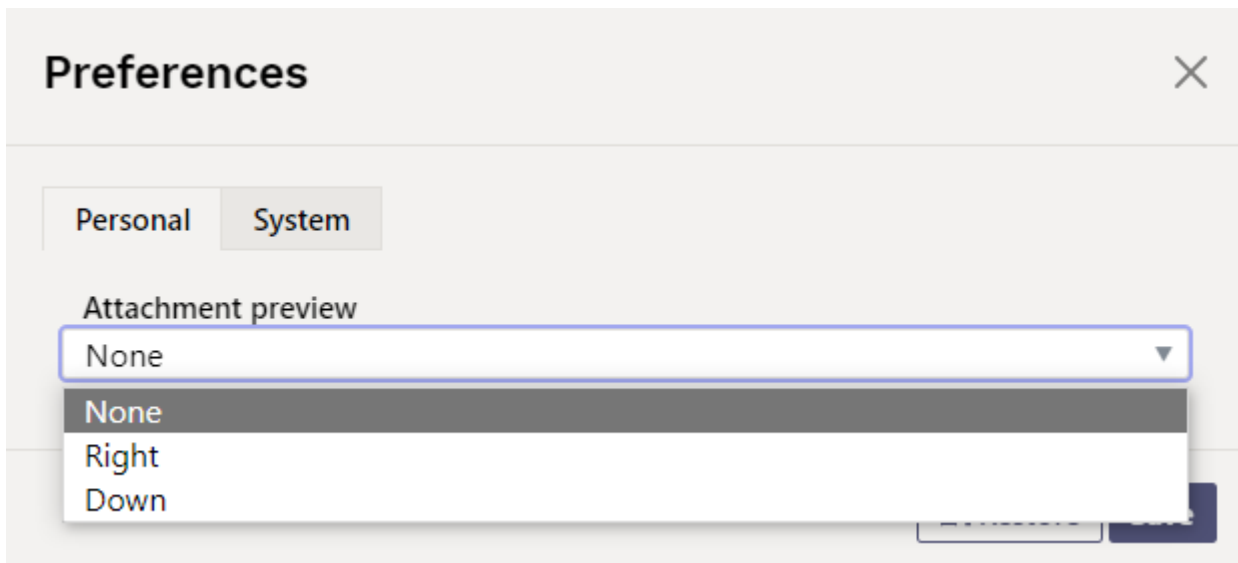 Preferences
Personal System
Attachment preview
None
None
Right
Down